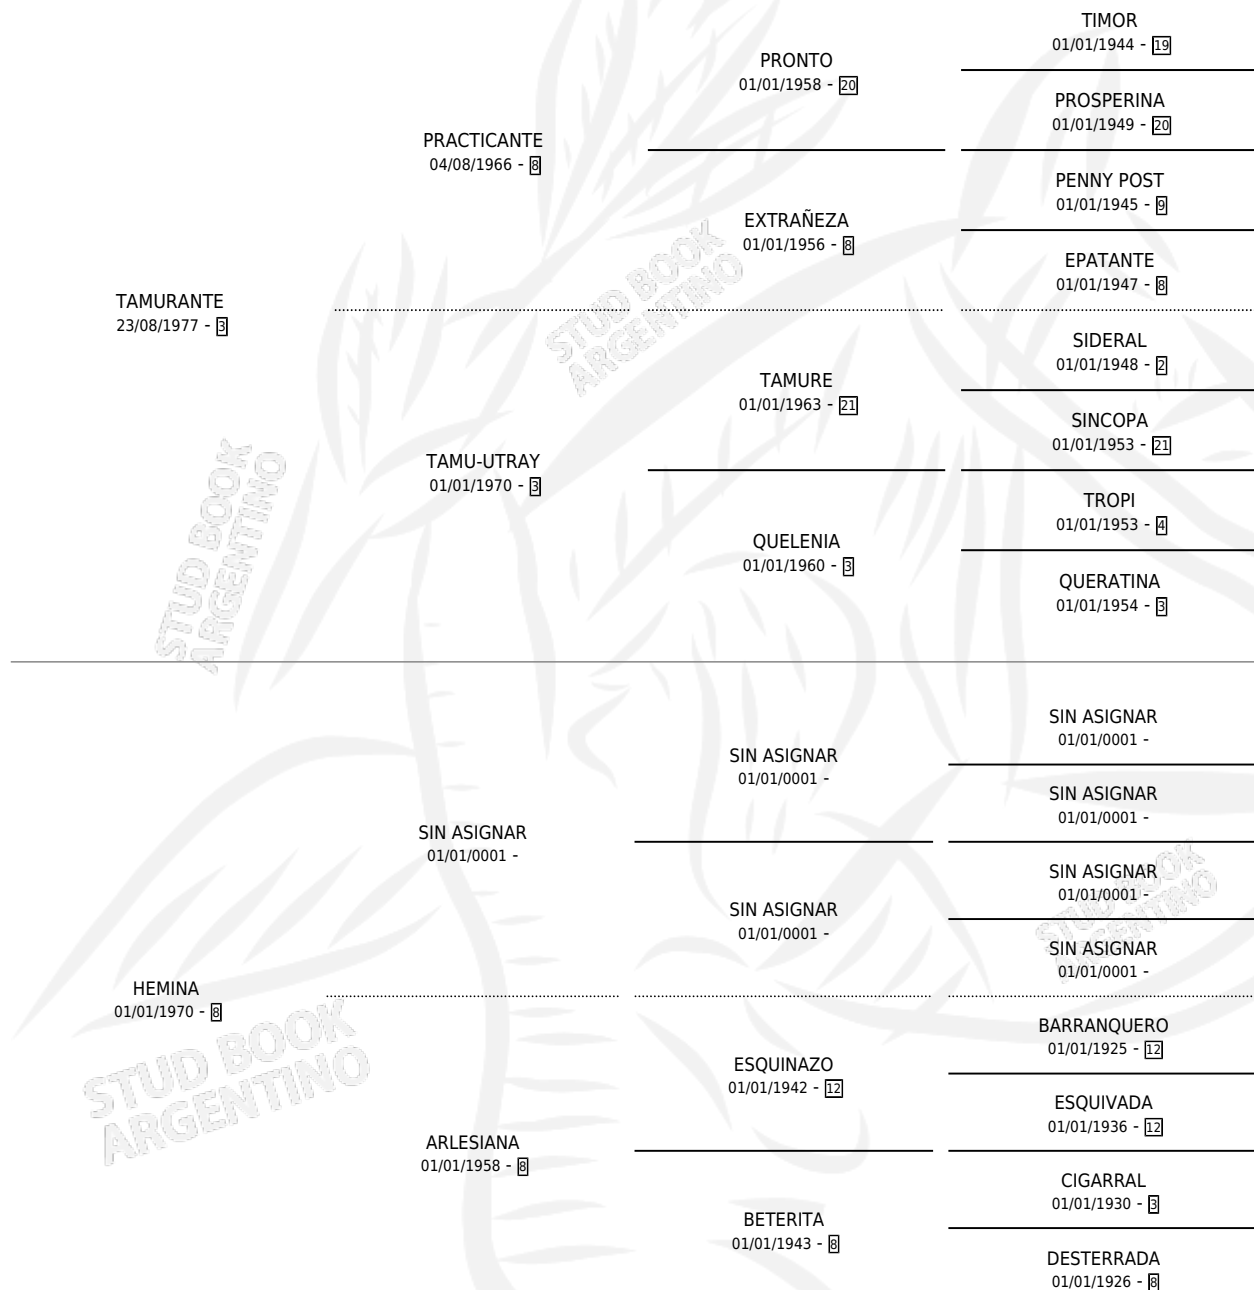 TIMOR
01/01/1944 - 19
PRONTO
01/01/1958 - 20
PROSPERINA
01/01/1949 - 20
PRACTICANTE
04/08/1966 - 8
PENNY POST
01/01/1945 - 9
EXTRAÑEZA
01/01/1956 - 8
EPATANTE
01/01/1947 - 8
TAMURANTE
23/08/1977 - 3
SIDERAL
01/01/1948 - 2
TAMURE
01/01/1963 - 21
SINCOPA
01/01/1953 - 21
TAMU-UTRAY
01/01/1970 - 3
TROPI
01/01/1953 - 4
QUELENIA
01/01/1960 - 3
QUERATINA
01/01/1954 - 3
STUD BOOK
ARGENTINO
STUD BOOK
ARGENTINO
SIN ASIGNAR
01/01/0001 -
SIN ASIGNAR
01/01/0001 -
SIN ASIGNAR
01/01/0001 -
SIN ASIGNAR
01/01/0001 -
SIN ASIGNAR
01/01/0001 -
SIN ASIGNAR
01/01/0001 -
SIN ASIGNAR
01/01/0001 -
STUD BOOK
ARGENTINO
HEMINA
01/01/1970 - 8
BARRANQUERO
01/01/1925 - 12
ESQUINAZO
01/01/1942 - 12
ESQUIVADA
01/01/1936 - 12
ARLESIANA
01/01/1958 - 8
CIGARRAL
01/01/1930 - 3
BETERITA
01/01/1943 - 8
DESTERRADA
01/01/1926 - 8
STUD BOOK
ARGENTINO